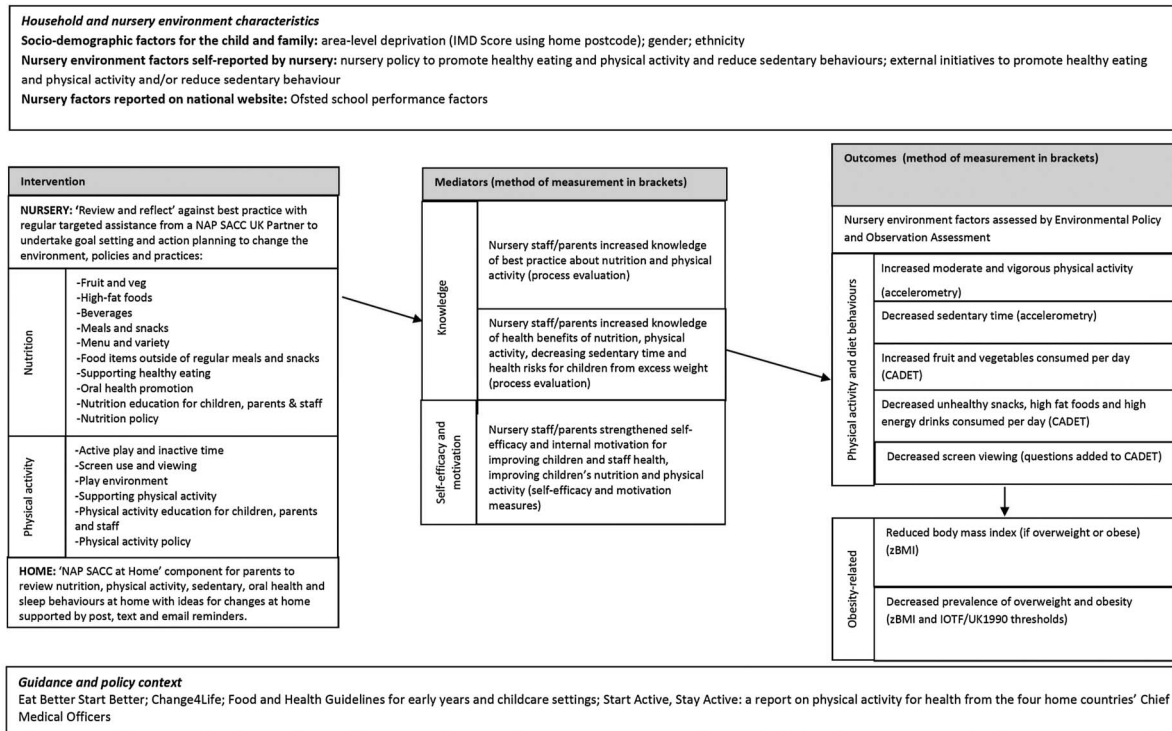 Household and nursery environment characteristics
Socio-demographic factors for the child and family: area-level deprivation (IMD Score using home postcode); gender; ethnicity
Nursery environment factors self-reported by nursery: nursery policy to promote healthy eating and physical activity and reduce sedentary behaviours; external initiatives to promote healthy eating
and physical activity and/or reduce sedentary behaviour
Nursery factors reported on national website: Ofsted school performance factors
Intervention
NURSERY: ‘Review and reflect’ against best practice with
regular targeted assistance from a NAP SACC UK Partner to
undertake goal setting and action planning to change the
environment, policies and practices:
Nutrition
-Fruit and veg
-High-fat foods
-Beverages
-Meals and snacks
-Menu and variety
-Food items outside of regular meals and snacks
-Supporting healthy eating
-Oral health promotion
-Nutrition education for children, parents & staff
-Nutrition policy
Physical activity
-Active play and inactive time
-Screen use and viewing
-Play environment
-Supporting physical activity
-Physical activity education for children, parents
and staff
-Physical activity policy
HOME: ‘NAP SACC at Home’ component for parents to
review nutrition, physical activity, sedentary, oral health and
sleep behaviours at home with ideas for changes at home
supported by post, text and email reminders.
Mediators (method of measurement in brackets)
Knowledge
Nursery staff/parents increased knowledge
of best practice about nutrition and physical
activity (process evaluation)
Nursery staff/parents increased knowledge
of health benefits of nutrition, physical
activity, decreasing sedentary time and
health risks for children from excess weight
(process evaluation)
Self-efficacy and
motivation
Nursery staff/parents strengthened self-
efficacy and internal motivation for
improving children and staff health,
improving children’s nutrition and physical
activity (self-efficacy and motivation
measures)
Outcomes (method of measurement in brackets)
Nursery environment factors assessed by Environmental Policy
and Observation Assessment
Physical activity and diet behaviours
Increased moderate and vigorous physical activity
(accelerometry)
Decreased sedentary time (accelerometry)
Increased fruit and vegetables consumed per day
(CADET)
Decreased unhealthy snacks, high fat foods and high
energy drinks consumed per day (CADET)
Decreased screen viewing (questions added to CADET)
Obesity-related
Reduced body mass index (if overweight or obese)
(zBMI)
Decreased prevalence of overweight and obesity
(zBMI and IOTF/UK1990 thresholds)
Guidance and policy context
Eat Better Start Better; Change4Life; Food and Health Guidelines for early years and childcare settings; Start Active, Stay Active: a report on physical activity for health from the four home countries’ Chief
Medical Officers